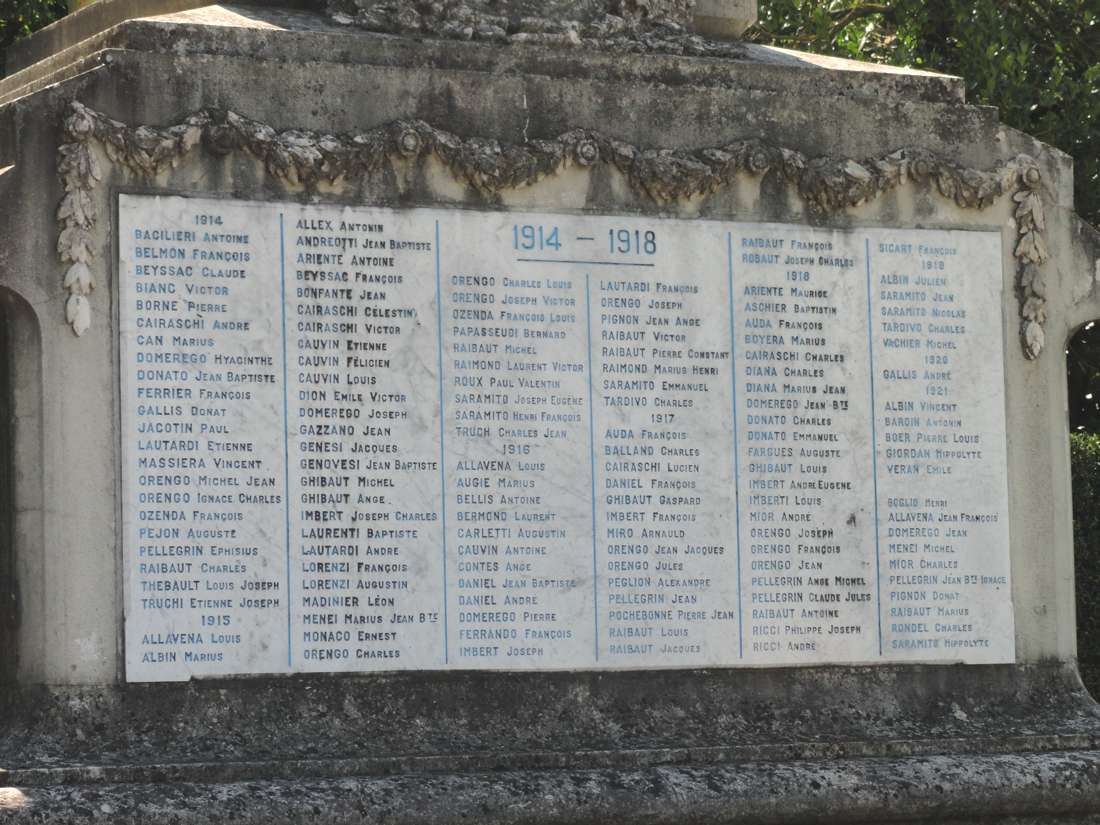 1914
BACILIERI ANTOINE
BELMON FRANÇOIS
BEYSSAC CLAUDE
BIANC VICTOR
BORNE PIERRE
CAIRASCHI ANDRE
CAN MARIUS
DOMEREGO HYACINTHE
DONATO JEAN BAPTISTE
FERRIER FRANÇOIS
GALLIS DONAT
JACOTIN PAUL
LAUTARDI ETIENNE
MASSIERA VINCENT
ORENGO MICHEL JEAN
ORENGO IGNACE CHARLES
OZENDA FRANÇOIS
PEJON AUGUSTE
PELLEGRIN EPHISIUS
RAIBAUT CHARLES
THEBAULT LOUIS JOSEPH
TRUCHI ETIENNE JOSEPH
1915
ALLAVENA LOUIS
ALBIN MARIUS
ALLEX ANTONIN
ANDREOTTI JEAN BAPTISTE
ARIENTE ANTOINE
BEYSSAC FRANÇOIS
BONFANTE JEAN
CAIRASCHI CÉLESTIN
CAIRASCHI VICTOR
CAUVIN ETIENNE
CAUVIN FÉLICIEN
CAUVIN LOUIS
DION EMILE VICTOR
DOMEREGO JOSEPH
GAZZANO JEAN
GENESI JACQUES
GENOVESI JEAN BAPTISTE
GHIBAUT MICHEL
GHIBAUT ANGE
IMBERT JOSEPH CHARLES
LAURENTI BAPTISTE
LAUTARDI ANDRE
LORENZI FRANÇOIS
LORENZI AUGUSTIN
MADINIER LÉON
MENEI MARIUS JEAN BTE
MONACO ERNEST
ORENGO CHARLES
1914 - 1918
ORENGO CHARLES LOUIS
ORENGO JOSEPH VICTOR
OZENDA FRANÇOIS LOUIS
PAPASSEUDI BERNARD
RAIBAUT MICHEL
RAIMOND LAURENT VICTOR
ROUX PAUL VALENTIN
SARAMITO JOSEPH EUGÈNE
SARAMITO HENRI FRANÇOIS
TRUCH CHARLES JEAN
1916
ALLAVENA LOUIS
AUGIE MARIUS
BELLIS ANTOINE
BERMOND LAURENT
CARLETTI AUGUSTIN
CAUVIN ANTOINE
CONTES ANGE
DANIEL JEAN BAPTISTE
DANIEL ANDRE
DOMEREGO PIERRE
FERRANDO FRANÇOIS
IMBERT JOSEPH
LAUTARDI FRANÇOIS
ORENGO JOSEPH
PIGNON JEAN ANGE
RAIBAUT VICTOR
RAIBAUT PIERRE CONSTANT
RAIMOND MARIUS HENRI
SARAMITO EMMANUEL
TARDIVO CHARLES
1917
AUDA FRANÇOIS
BALLAND CHARLES
CAIRASCHI LUCIEN
DANIEL FRANÇOIS
GHIBAUT GASPARD
IMBERT FRANÇOIS
MIRO ARNAULD
ORENGO JEAN JACQUES
ORENGO JULES
PEGLION ALEXANDRE
PELLEGRIN JEAN
POCHEBONNE PIERRE JEAN
RAIBAUT LOUIS
RAIBAUT JACQUES
RAIBAUT FRANÇOIS
ROBAUT JOSEPH CHARLES
1918
ARIENTE MAURICE
ASCHIER BAPTISTIN
AUDA FRANÇOIS
BOYERA MARIUS
CAIRASCHI CHARLES
DIANA CHARLES
DIANA MARIUS JEAN
DOMEREGO JEAN BTE
DONATO CHARLES
DONATO EMMANUEL
FARGUES AUGUSTE
GHIBAUT LOUIS
IMBERT ANDRE EUGENE
IMBERTI LOUIS
MIOR ANDRE
ORENGO JOSEPH
ORENGO FRANÇOIS
ORENGO JEAN
PELLEGRIN ANGE MICHEL
PELLEGRIN CLAUDE JULES
RAIBAUT ANTOINE
RICCI PHILIPPE JOSEPH
RICCI ANDRÉ
SICART FRANÇOIS
1919
ALBIN JULIEN
SARAMITO JEAN
SARAMITO NICOLAS
TARDIVO CHARLES
VACHIER MICHEL
1920
GALLIS ANDRÉ
1921
ALBIN VINCENT
BAROIN ANTONIN
BOER PIERRE LOUIS
GIORDAN HIPPOLYTE
VERAN EMILE
BOGLIO HENRI
ALLAVENA JEAN FRANÇOIS
DOMEREGO JEAN
MENEI MICHEL
MIOR CHARLES
PELLEGRIN JEAN BTE IGNACE
PIGNON DONAT
RAIBAUT MARIUS
RONDEL CHARLES
SARAMITO HIPPOLYTE